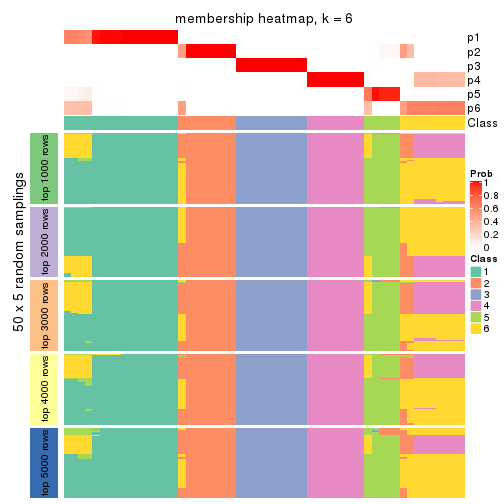 membership heatmap, k = 6
p1
p2
p3
p4
p5
p6
Class
50 x 5 random samplings
top 1000 rows
top 2000 rows
top 3000 rows
top 4000 rows
top 5000 rows
Prob
1
0.8
0.6
0.4
0.2
0
Class
1
2
3
4
5
6